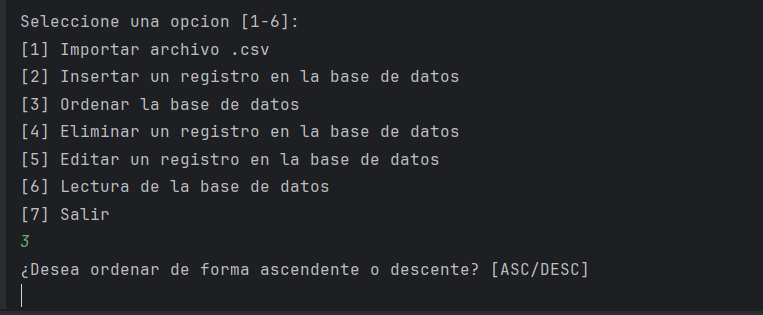 Seleccione una opcion [1-6]:
[1] Importar archivo .csv
[2] Insertar un registro en la base de datos
[3] Ordenar la base de datos
[4] Eliminar un registro en la base de datos
[5] Editar un registro en la base de datos
[6] Lectura de la base de datos
[7] Salir
3
¿Desea ordenar de forma ascendente o descente? [ASC/DESC]